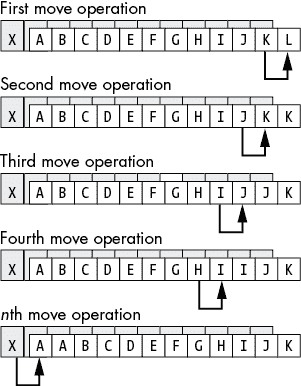 First move operation
X A B C D E F G H I J K L
Second move operation
X A B C D E F G H I J K K
Third move operation
X A B C D E F G H I J J K
Fourth move operation
X A B C D E F G H I I J K
nth move operation
X A A B C D E F G H I J K